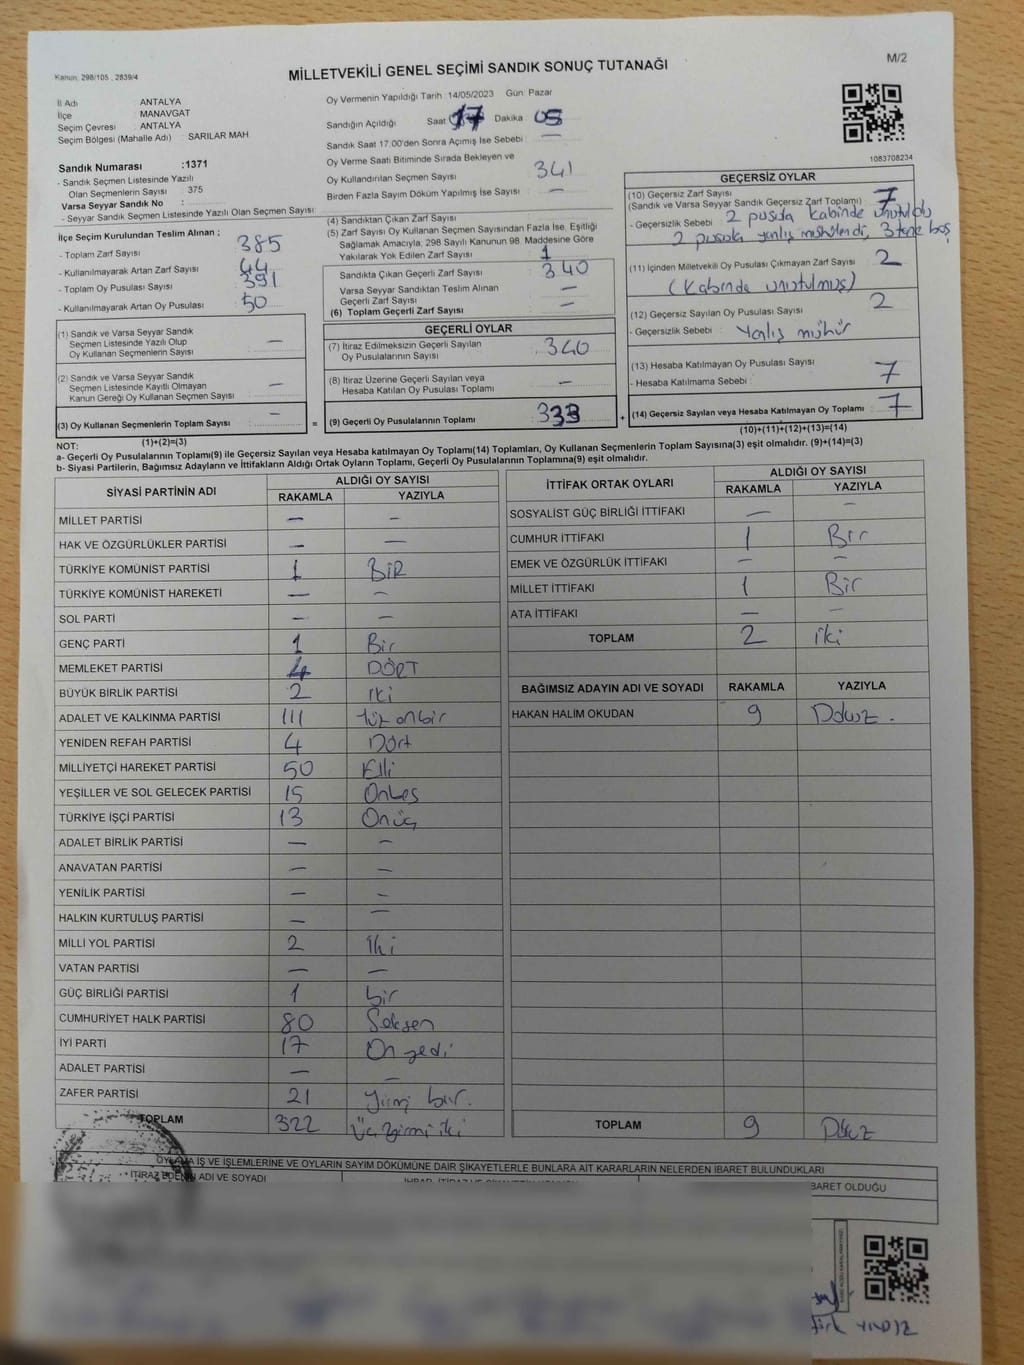 Kanun: 298/105 , 2839/4
M/2
MİLLETVEKİLİ GENEL SEÇİMİ SANDIK SONUÇ TUTANAĞI
İl Adı : ANTALYA
İlçe : MANAVGAT
Seçim Çevresi : ANTALYA
Seçim Bölgesi (Mahalle Adı) : SARILAR MAH
Sandık Numarası :1371
- Sandık Seçmen Listesinde Yazılı
Olan Seçmenlerin Sayısı : 375
Varsa Seyyar Sandık No :
- Seyyar Sandık Seçmen Listesinde Yazılı Olan Seçmen Sayısı:
Oy Vermenin Yapıldığı Tarih :14/05/2023 Gün: Pazar
Sandığın Açıldığı Saat 17 Dakika 05
Sandık Saat 17.00'den Sonra Açımış İse Sebebi : —
Oy Verme Saati Bitiminde Sırada Bekleyen ve
Oy Kullandırılan Seçmen Sayısı : 341
Birden Fazla Sayım Döküm Yapılmış İse Sayısı : —
1083708234
İlçe Seçim Kurulundan Teslim Alınan ;
- Toplam Zarf Sayısı : 385
- Kullanılmayarak Artan Zarf Sayısı : 44
- Toplam Oy Pusulası Sayısı : 391
- Kullanılmayarak Artan Oy Pusulası : 50
(1) Sandık ve Varsa Seyyar Sandık
Seçmen Listesinde Yazılı Olup
Oy Kullanan Seçmenlerin Sayısı : —
(2) Sandık ve Varsa Seyyar Sandık
Seçmen Listesinde Kayıtlı Olmayan
Kanun Gereği Oy Kullanan Seçmen Sayısı : —
(3) Oy Kullanan Seçmenlerin Toplam Sayısı : —
(1)+(2)=(3)
(4) Sandıktan Çıkan Zarf Sayısı :
(5) Zarf Sayısı Oy Kullanan Seçmen Sayısından Fazla İse, Eşitliği
Sağlamak Amacıyla, 298 Sayılı Kanunun 98. Maddesine Göre
Yakılarak Yok Edilen Zarf Sayısı : 1
Sandıkta Çıkan Geçerli Zarf Sayısı : 340
Varsa Seyyar Sandıktan Teslim Alınan
Geçerli Zarf Sayısı : —
(6) Toplam Geçerli Zarf Sayısı : —
GEÇERLİ OYLAR
(7) İtiraz Edilmeksizin Geçerli Sayılan
Oy Pusulalarının Sayısı : 340
(8) İtiraz Üzerine Geçerli Sayılan veya
Hesaba Katılan Oy Pusulası Toplamı : —
= (9) Geçerli Oy Pusulalarının Toplamı : 333 +
GEÇERSİZ OYLAR
(10) Geçersiz Zarf Sayısı
(Sandık ve Varsa Seyyar Sandık Geçersiz Zarf Toplamı) : 7
- Geçersizlik Sebebi : 2 pusula kabinde unutuldu
2 pusula yanlış mühürlendi, 3 tane boş
(11) İçinden Milletvekili Oy Pusulası Çıkmayan Zarf Sayısı : 2
(Kabinde unutulmuş)
(12) Geçersiz Sayılan Oy Pusulası Sayısı : 2
- Geçersizlik Sebebi : Yanlış mühür
(13) Hesaba Katılmayan Oy Pusulası Sayısı : 7
- Hesaba Katılmama Sebebi :
(14) Geçersiz Sayılan veya Hesaba Katılmayan Oy Toplamı : 7
(10)+(11)+(12)+(13)=(14)
NOT:
a- Geçerli Oy Pusulalarının Toplamı(9) ile Geçersiz Sayılan veya Hesaba katılmayan Oy Toplamı(14) Toplamları, Oy Kullanan Seçmenlerin Toplam Sayısına(3) eşit olmalıdır. (9)+(14)=(3)
b- Siyasi Partilerin, Bağımsız Adayların ve İttifakların Aldığı Ortak Oyların Toplamı, Geçerli Oy Pusulalarının Toplamına(9) eşit olmalıdır.
SİYASİ PARTİNİN ADI ALDIĞI OY SAYISI
RAKAMLA YAZIYLA
MİLLET PARTİSİ — —
HAK VE ÖZGÜRLÜKLER PARTİSİ — —
TÜRKİYE KOMÜNİST PARTİSİ 1 BİR
TÜRKİYE KOMÜNİST HAREKETİ — —
SOL PARTİ — —
GENÇ PARTİ 1 Bir
MEMLEKET PARTİSİ 4 DÖRT
BÜYÜK BİRLİK PARTİSİ 2 iki
ADALET VE KALKINMA PARTİSİ 111 Yüz onbir
YENİDEN REFAH PARTİSİ 4 Dört
MİLLİYETÇİ HAREKET PARTİSİ 50 Elli
YEŞİLLER VE SOL GELECEK PARTİSİ 15 Onbeş
TÜRKİYE İŞÇİ PARTİSİ 13 Onüç
ADALET BİRLİK PARTİSİ — —
ANAVATAN PARTİSİ — —
YENİLİK PARTİSİ — —
HALKIN KURTULUŞ PARTİSİ — —
MİLLİ YOL PARTİSİ 2 iki
VATAN PARTİSİ — —
GÜÇ BİRLİĞİ PARTİSİ 1 bir
CUMHURİYET HALK PARTİSİ 80 Seksen
İYİ PARTİ 17 On yedi
ADALET PARTİSİ — —
ZAFER PARTİSİ 21 Yirmi bir.
TOPLAM 322 Üç yirmi iki
İTTİFAK ORTAK OYLARI ALDIĞI OY SAYISI
RAKAMLA YAZIYLA
SOSYALİST GÜÇ BİRLİĞİ İTTİFAKI — —
CUMHUR İTTİFAKI 1 Bir
EMEK VE ÖZGÜRLÜK İTTİFAKI — —
MİLLET İTTİFAKI 1 Bir
ATA İTTİFAKI — —
TOPLAM 2 iki
BAĞIMSIZ ADAYIN ADI VE SOYADI RAKAMLA YAZIYLA
HAKAN HALİM OKUDAN 9 Dokuz.
TOPLAM 9 Dokuz
OYLAMA İŞ VE İŞLEMLERİNE VE OYLARIN SAYIM DÖKÜMÜNE DAİR ŞİKAYETLERLE BUNLARA AİT KARARLARIN NELERDEN İBARET BULUNDUKLARI
İTİRAZ EDENİN ADI VE SOYADI
BARET OLDUĞU